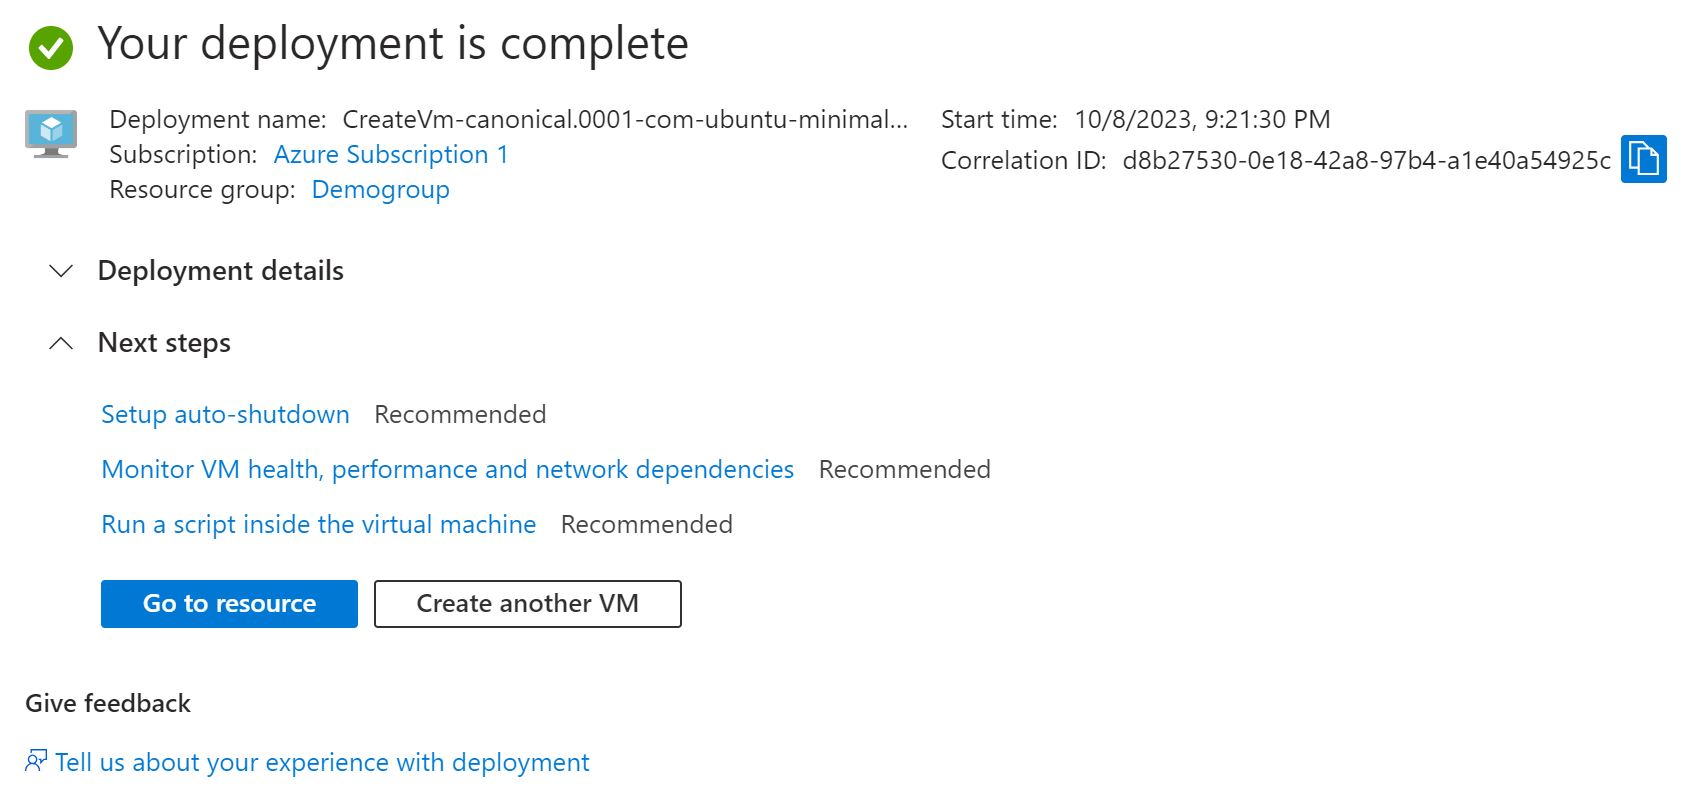 Your deployment is complete
Deployment name: CreateVm-canonical.0001-com-ubuntu-minimal...
Subscription: Azure Subscription 1
Resource group: Demogroup
Start time: 10/8/2023, 9:21:30 PM
Correlation ID: d8b27530-0e18-42a8-97b4-a1e40a54925c
Deployment details
Next steps
Setup auto-shutdown Recommended
Monitor VM health, performance and network dependencies Recommended
Run a script inside the virtual machine Recommended
Go to resource
Create another VM
Give feedback
Tell us about your experience with deployment